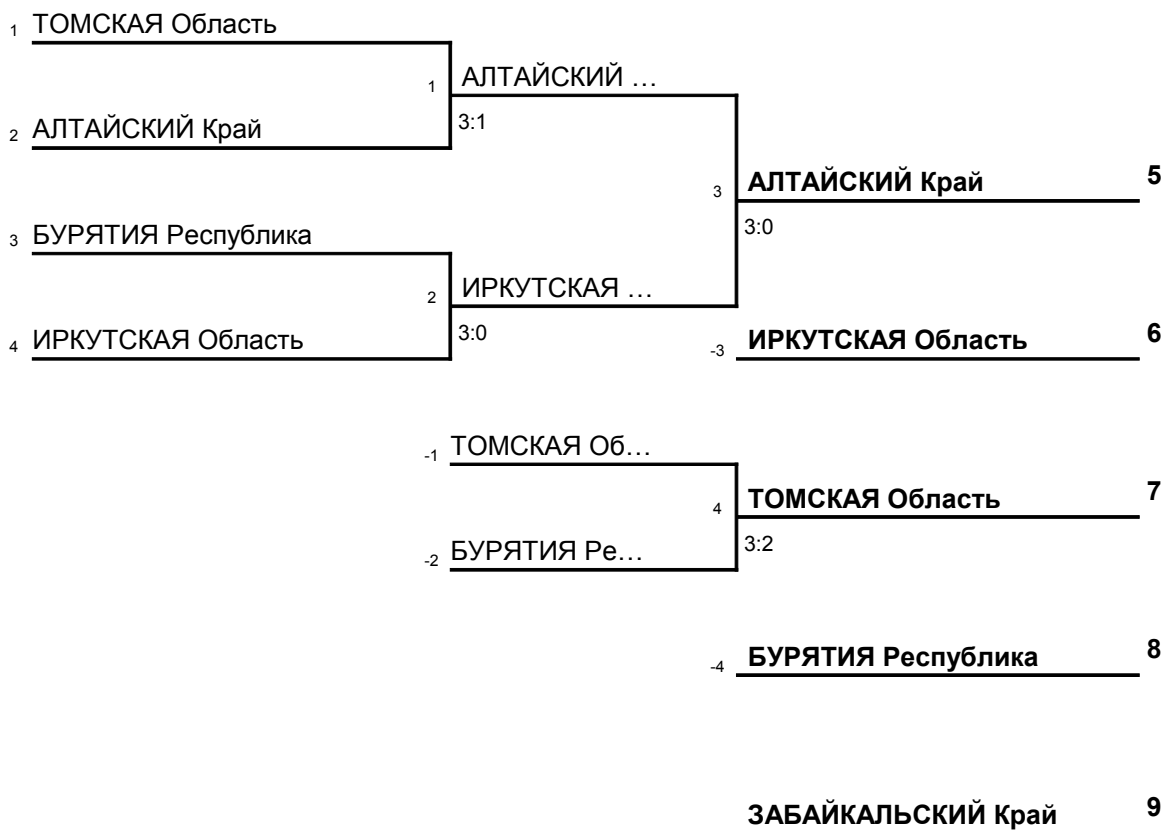 1 ТОМСКАЯ Область
1 АЛТАЙСКИЙ …
2 АЛТАЙСКИЙ Край
3:1
3 АЛТАЙСКИЙ Край 5
3 БУРЯТИЯ Республика
3:0
2 ИРКУТСКАЯ …
4 ИРКУТСКАЯ Область
3:0
-3 ИРКУТСКАЯ Область 6
-1 ТОМСКАЯ Об…
4 ТОМСКАЯ Область 7
-2 БУРЯТИЯ Ре…
3:2
-4 БУРЯТИЯ Республика 8
ЗАБАЙКАЛЬСКИЙ Край 9